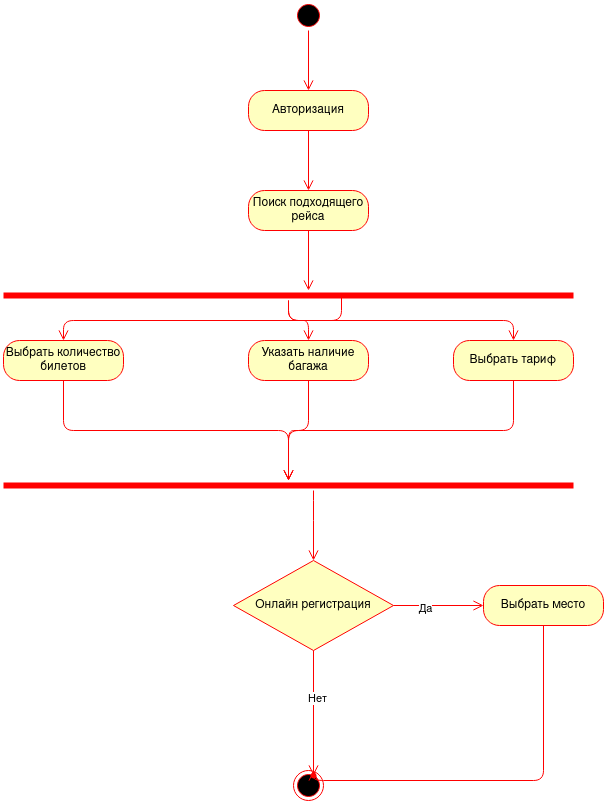 Авторизация
Поиск подходящего
рейса
Выбрать количество
билетов
Указать наличие
багажа
Выбрать тариф
Онлайн регистрация
Да
Выбрать место
Нет